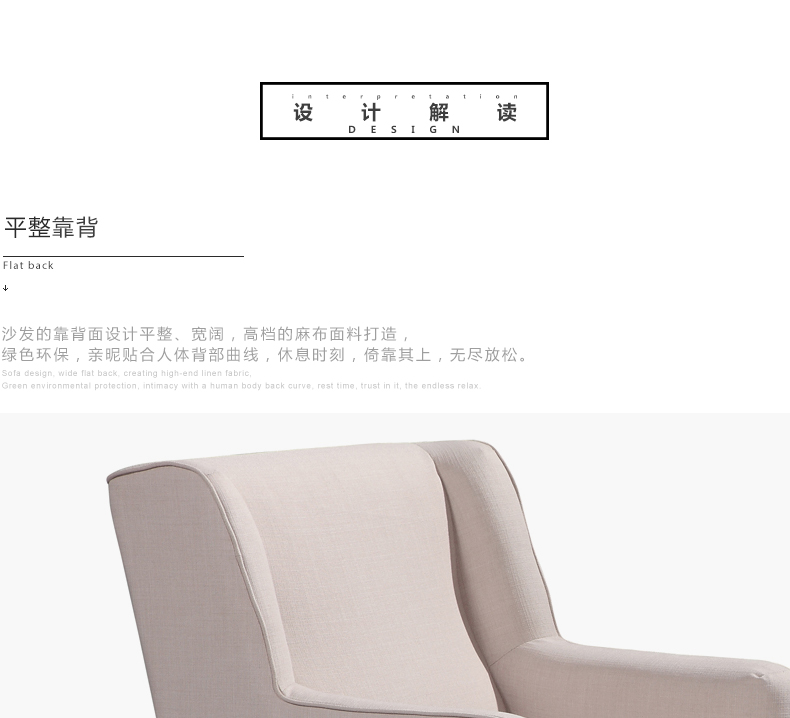 interpretation
设计解读
DESIGN
平整靠背
Flat back
↓
沙发的靠背面设计平整、宽阔，高档的麻布面料打造，
绿色环保，亲昵贴合人体背部曲线，休息时刻，倚靠其上，无尽放松。
Sofa design, wide flat back, creating high-end linen fabric,
Green environmental protection, intimacy with a human body back curve, rest time, trust in it, the endless relax.